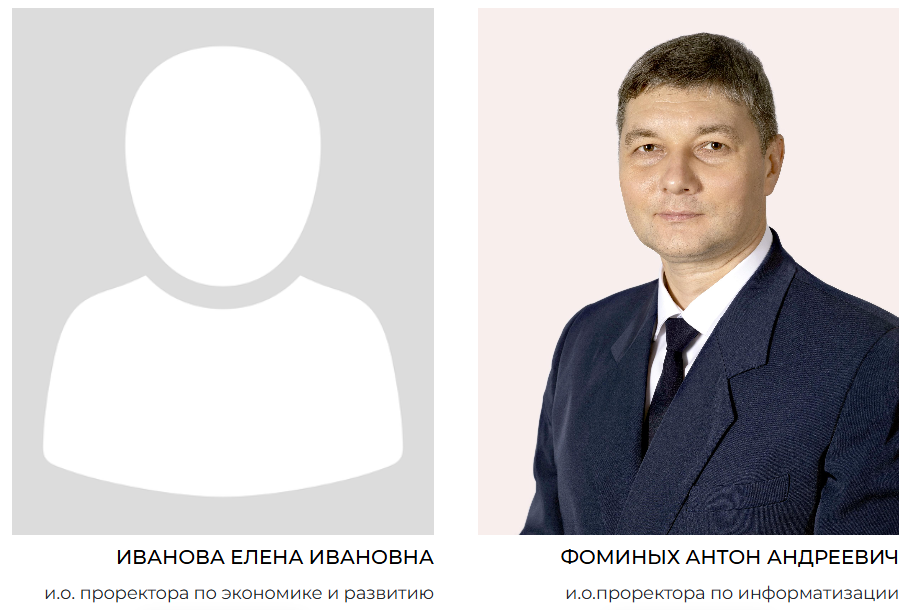 ИВАНОВА ЕЛЕНА ИВАНОВНА
и.о. проректора по экономике и развитию
ФОМИНЫХ АНТОН АНДРЕЕВИЧ
и.о.проректора по информатизации